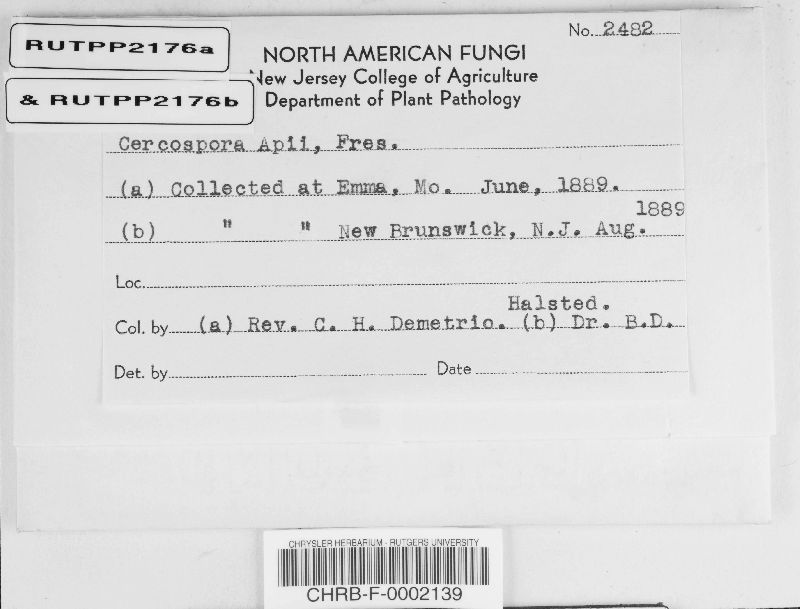 No. 2482
RUTPP2176a
& RUTPP2176b
NORTH AMERICAN FUNGI
New Jersey College of Agriculture
Department of Plant Pathology
Cercospora Apii, Fres.
(a) Collected at Emma, Mo. June, 1889.
1889
(b) " " New Brunswick, N.J. Aug.
Loc.
Halsted.
Col. by (a) Rev. C. H. Demetrio. (b) Dr. B.D.
Det. by Date
CHRYSLER HERBARIUM - RUTGERS UNIVERSITY
CHRB-F-0002139